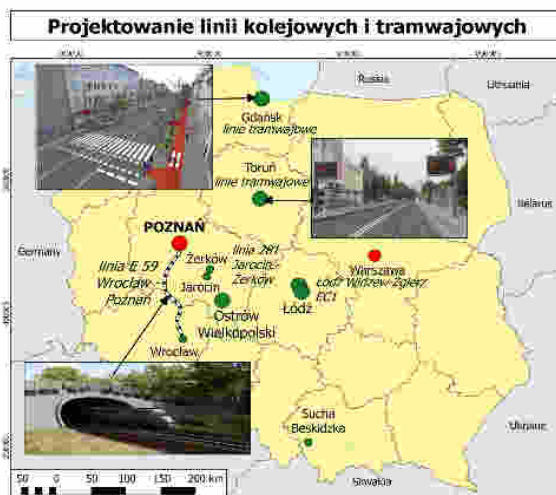 Projektowanie linii kolejowych i tramwajowych
Russia
Lithuania
Gdańsk
linie tramwajowe
Toruń
linie tramwajowe
Belarus
Germany
POZNAŃ
linia E 59
Wrocław
Poznań
Żerków
Jarocin
linia 281
Jarocin-
Żerków
Warszawa
Łódź Widzew-Zgierz
EC1
Łódź
Ostrów
Wielkopolski
Wrocław
Sucha
Beskidzka
Ukraine
Slovakia
50 0 50 100 150 200 km